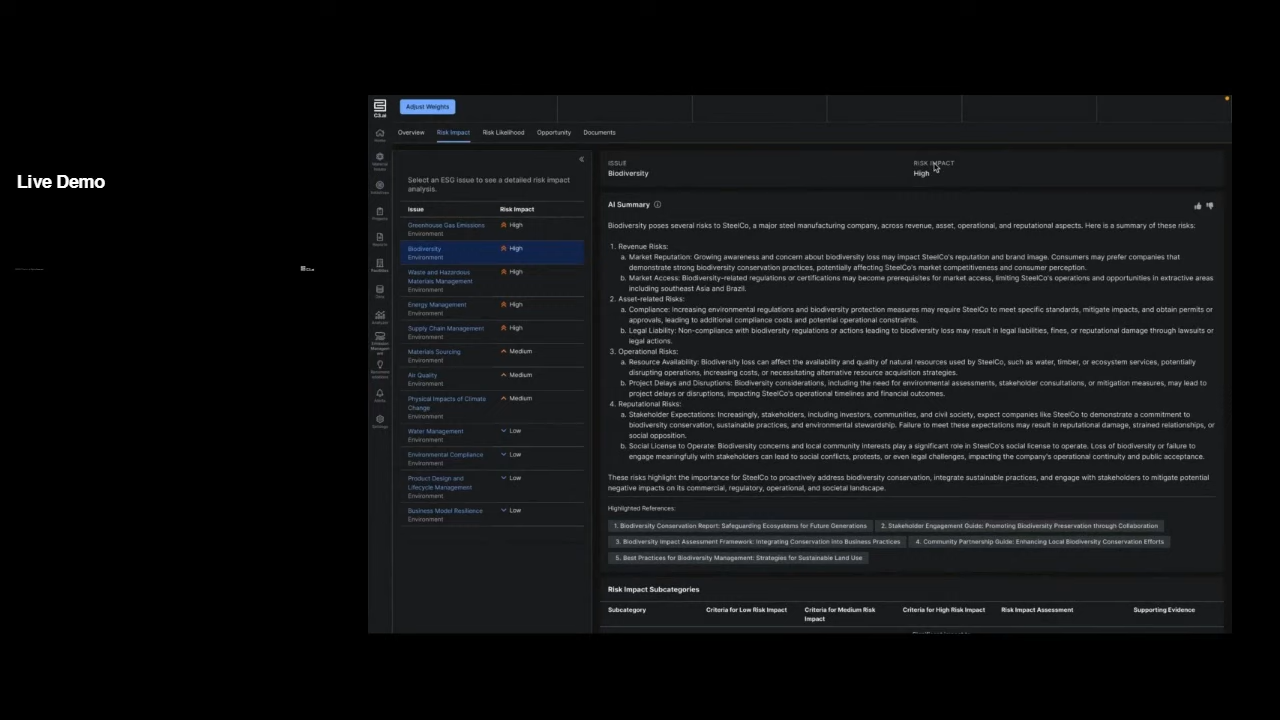 Live Demo
C3.ai
Adjust Weights
Overview
Risk Impact
Risk Likelihood
Opportunity
Documents
Select an ESG issue to see a detailed risk impact
analysis.
Issue Risk Impact
Greenhouse Gas Emissions High
Environment
Biodiversity High
Environment
Waste and Hazardous High
Materials Management
Environment
Energy Management High
Environment
Supply Chain Management High
Environment
Materials Sourcing Medium
Environment
Air Quality Medium
Environment
Physical Impacts of Climate Medium
Change
Environment
Water Management Low
Environment
Environmental Compliance Low
Environment
Product Design and Low
Lifecycle Management
Environment
Business Model Resilience Low
Environment
ISSUE RISK IMPACT
Biodiversity High
AI Summary
Biodiversity poses several risks to SteelCo, a major steel manufacturing company, across revenue, asset, operational, and reputational aspects. Here is a summary of these risks:
1. Revenue Risks:
a. Market Reputation: Growing awareness and concern about biodiversity loss may impact SteelCo's reputation and brand image. Consumers may prefer companies that
demonstrate strong biodiversity conservation practices, potentially affecting SteelCo's market competitiveness and consumer perception.
b. Market Access: Biodiversity-related regulations or certifications may become prerequisites for market access, limiting SteelCo's operations and opportunities in extractive areas
including southeast Asia and Brazil.
2. Asset-related Risks:
a. Compliance: Increasing environmental regulations and biodiversity protection measures may require SteelCo to meet specific standards, mitigate impacts, and obtain permits or
approvals, leading to additional compliance costs and potential operational constraints.
b. Legal Liability: Non-compliance with biodiversity regulations or actions leading to biodiversity loss may result in legal liabilities, fines, or reputational damage through lawsuits or
legal actions.
3. Operational Risks:
a. Resource Availability: Biodiversity loss can affect the availability and quality of natural resources used by SteelCo, such as water, timber, or ecosystem services, potentially
disrupting operations, increasing costs, or necessitating alternative resource acquisition strategies.
b. Project Delays and Disruptions: Biodiversity considerations, including the need for environmental assessments, stakeholder consultations, or mitigation measures, may lead to
project delays or disruptions, impacting SteelCo's operational timelines and financial outcomes.
4. Reputational Risks:
a. Stakeholder Expectations: Increasingly, stakeholders, including investors, communities, and civil society, expect companies like SteelCo to demonstrate a commitment to
biodiversity conservation, sustainable practices, and environmental stewardship. Failure to meet these expectations may result in reputational damage, strained relationships, or
social opposition.
b. Social License to Operate: Biodiversity concerns and local community interests play a significant role in SteelCo's social license to operate. Loss of biodiversity or failure to
engage meaningfully with stakeholders can lead to social conflicts, protests, or even legal challenges, impacting the company's operational continuity and public acceptance.
These risks highlight the importance for SteelCo to proactively address biodiversity conservation, integrate sustainable practices, and engage with stakeholders to mitigate potential
negative impacts on its commercial, regulatory, operational, and societal landscape.
Highlighted References:
1. Biodiversity Conservation Report: Safeguarding Ecosystems for Future Generations
2. Stakeholder Engagement Guide: Promoting Biodiversity Preservation through Collaboration
3. Biodiversity Impact Assessment Framework: Integrating Conservation into Business Practices
4. Community Partnership Guide: Enhancing Local Biodiversity Conservation Efforts
5. Best Practices for Biodiversity Management: Strategies for Sustainable Land Use
Risk Impact Subcategories
Subcategory Criteria for Low Risk Impact Criteria for Medium Risk Criteria for High Risk Impact Risk Impact Assessment Supporting Evidence
Impact